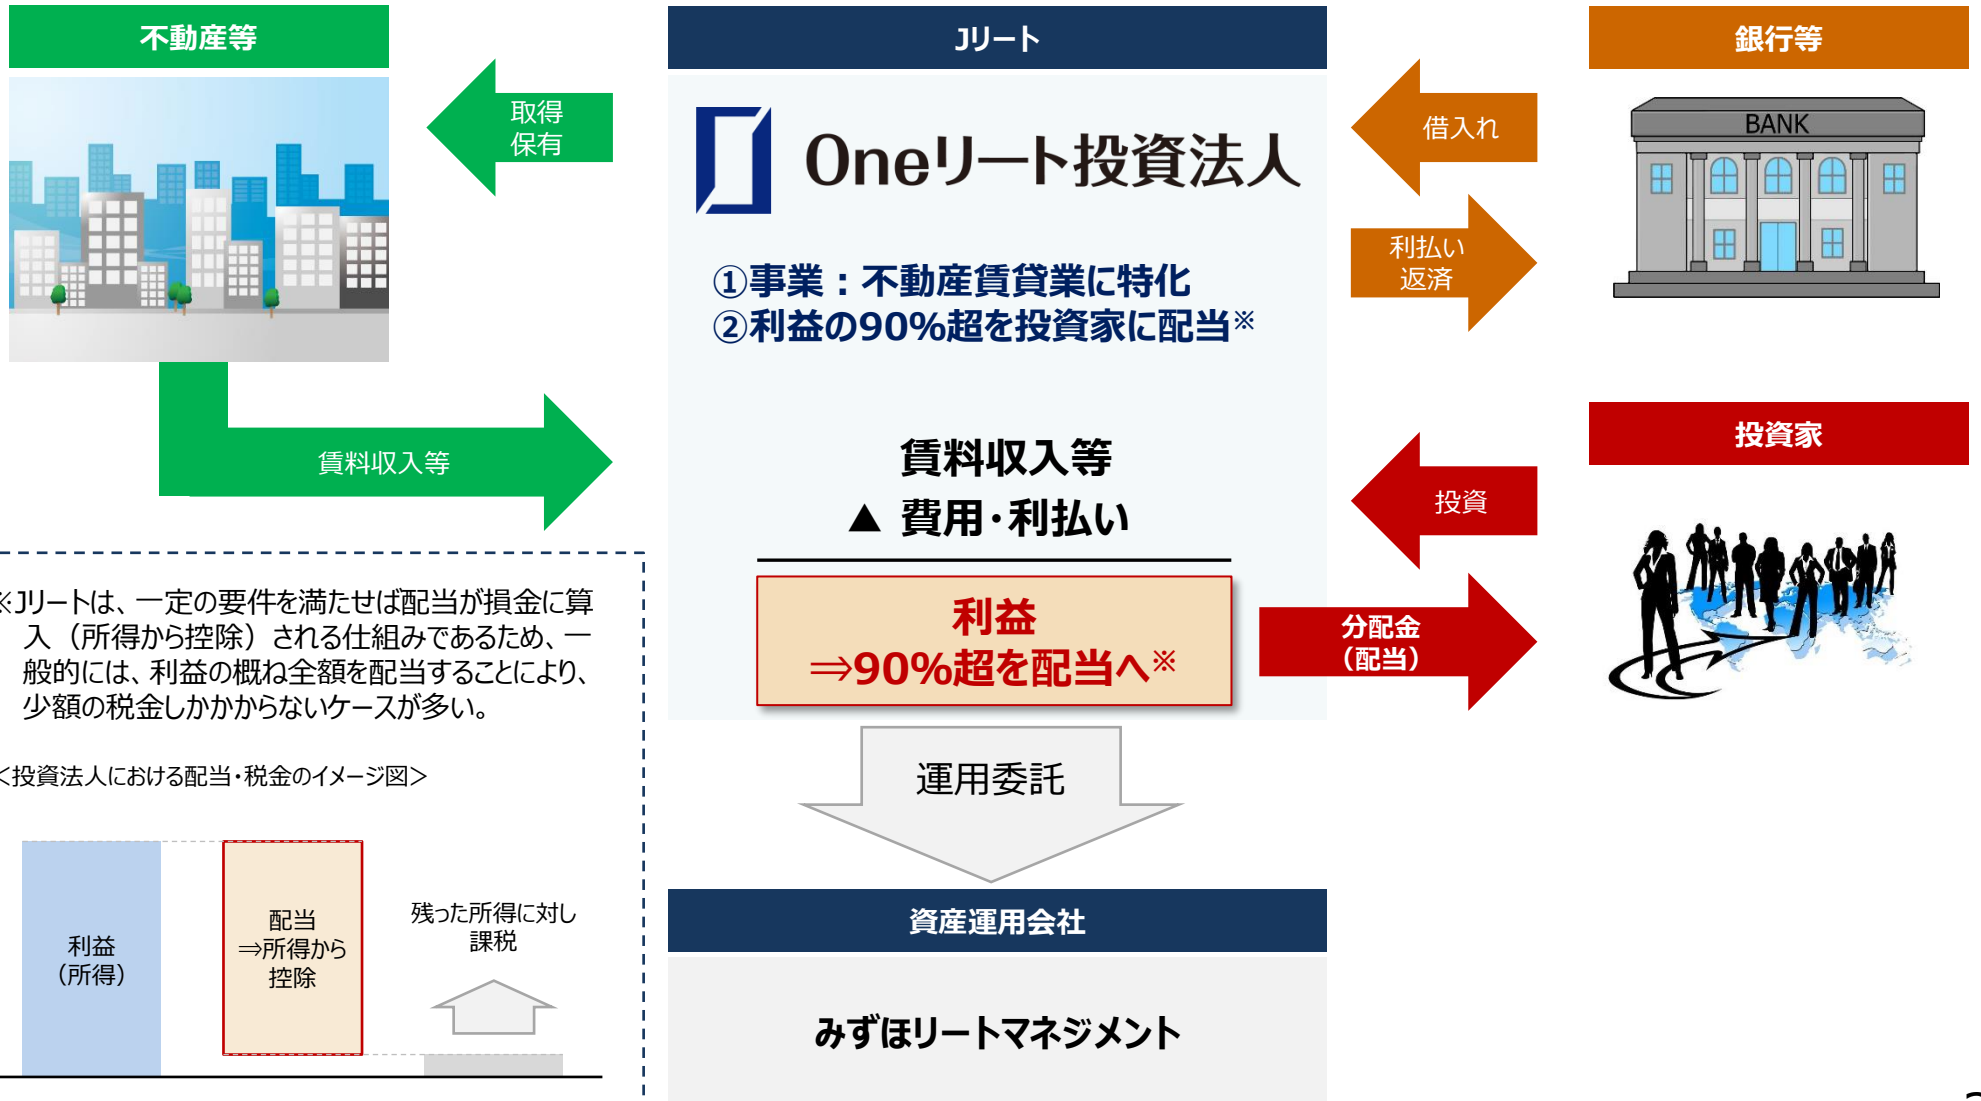 不動産等
取得
保有
賃料収入等
Jリート
Oneリート投資法人
①事業：不動産賃貸業に特化
②利益の90%超を投資家に配当※
賃料収入等
▲ 費用・利払い
利益
⇒90%超を配当へ※
銀行等
借入れ
BANK
利払い
返済
投資家
投資
分配金
（配当）
運用委託
資産運用会社
みずほリートマネジメント
※Jリートは、一定の要件を満たせば配当が損金に算
入（所得から控除）される仕組みであるため、一
般的には、利益の概ね全額を配当することにより、
少額の税金しかかからないケースが多い。
＜投資法人における配当・税金のイメージ図＞
利益
（所得）
配当
⇒所得から
控除
残った所得に対し
課税